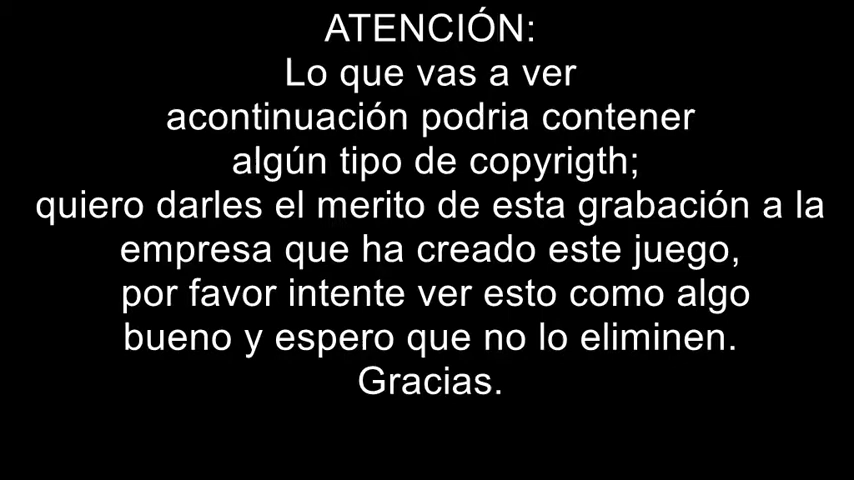 ATENCIÓN:
Lo que vas a ver
acontinuación podria contener
algún tipo de copyrigth;
quiero darles el merito de esta grabación a la
empresa que ha creado este juego,
por favor intente ver esto como algo
bueno y espero que no lo eliminen.
Gracias.